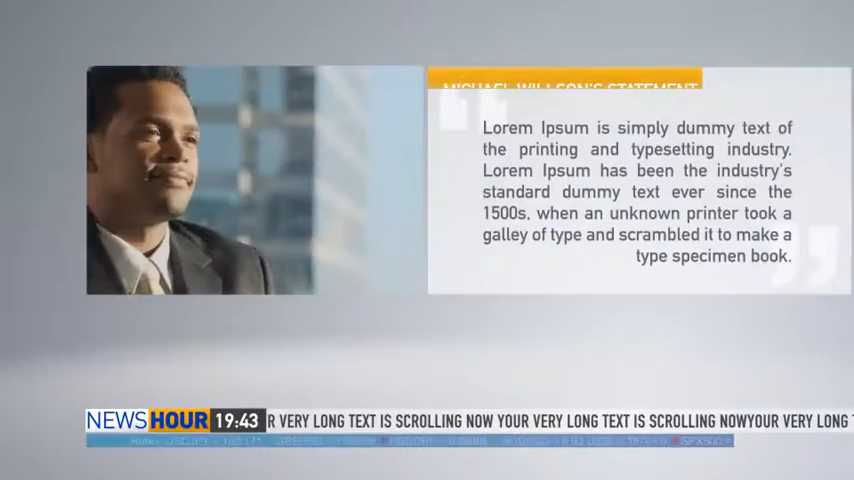 MICHAEL WILLSON'S STATEMENT
Lorem Ipsum is simply dummy text of
the printing and typesetting industry.
Lorem Ipsum has been the industry's
standard dummy text ever since the
1500s, when an unknown printer took a
galley of type and scrambled it to make a
type specimen book.
NEWSHOUR 19:43 R VERY LONG TEXT IS SCROLLING NOW YOUR VERY LONG TEXT IS SCROLLING NOWYOUR VERY LONG